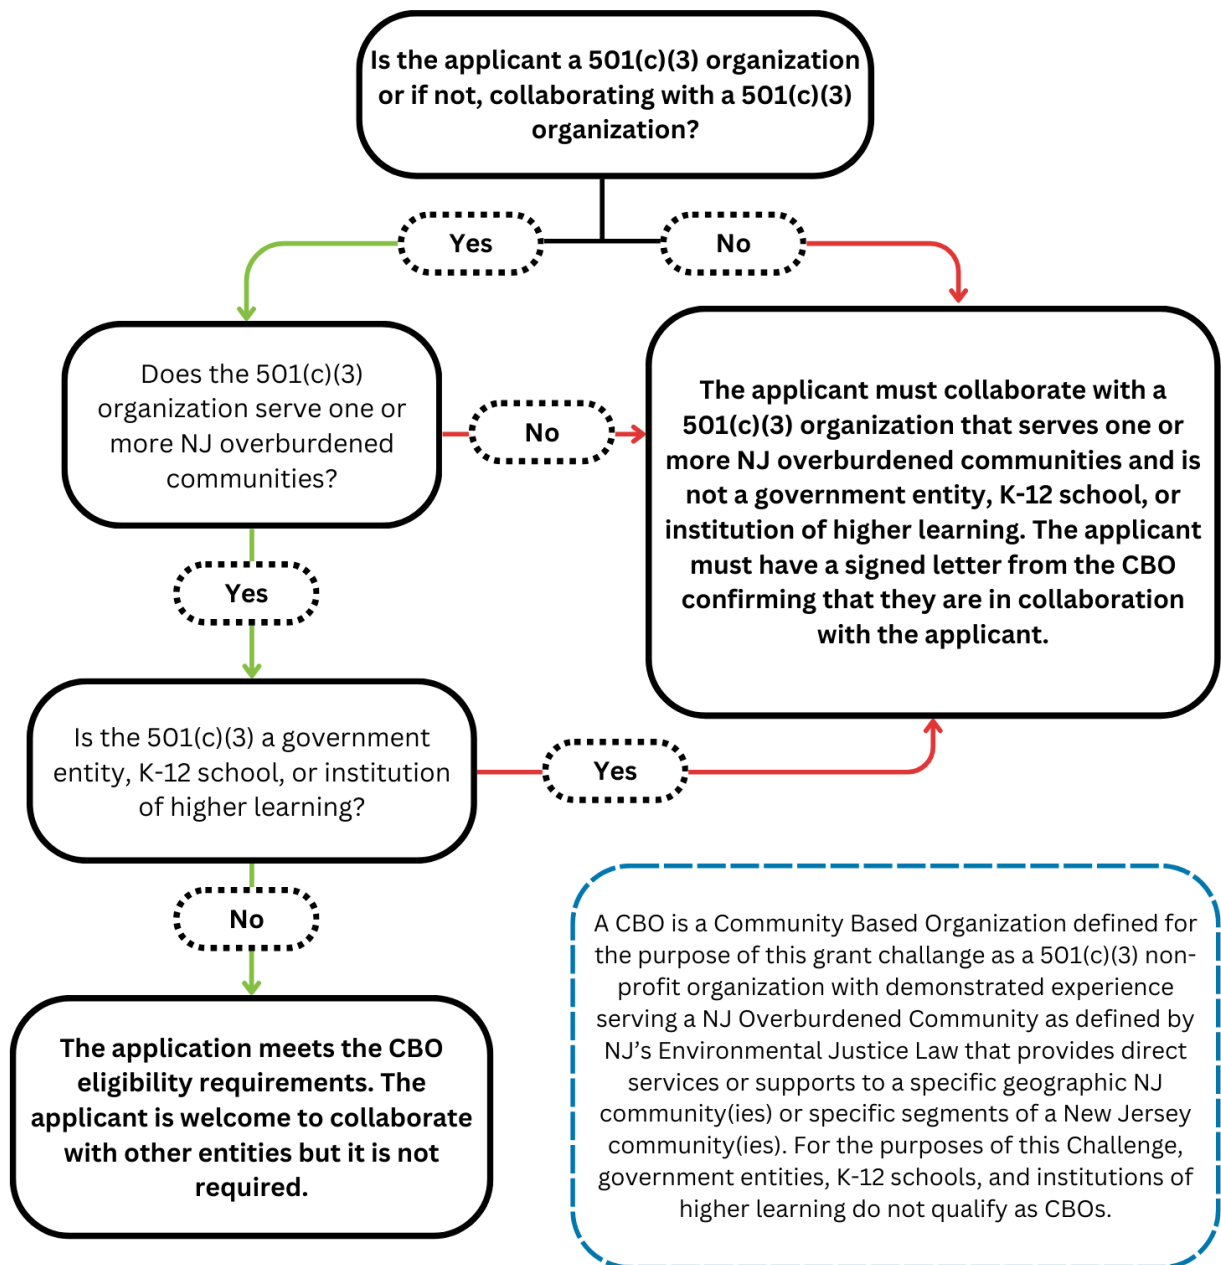 Is the applicant a 501(c)(3) organization
or if not, collaborating with a 501(c)(3)
organization?
Yes
No
Does the 501(c)(3)
organization serve one or
more NJ overburdened
communities?
No
The applicant must collaborate with a
501(c)(3) organization that serves one or
more NJ overburdened communities and is
not a government entity, K-12 school, or
institution of higher learning. The applicant
must have a signed letter from the CBO
confirming that they are in collaboration
with the applicant.
Yes
Is the 501(c)(3) a government
entity, K-12 school, or institution
of higher learning?
Yes
No
The application meets the CBO
eligibility requirements. The
applicant is welcome to collaborate
with other entities but it is not
required.
A CBO is a Community Based Organization defined for
the purpose of this grant challange as a 501(c)(3) non-
profit organization with demonstrated experience
serving a NJ Overburdened Community as defined by
NJ’s Environmental Justice Law that provides direct
services or supports to a specific geographic NJ
community(ies) or specific segments of a New Jersey
community(ies). For the purposes of this Challenge,
government entities, K-12 schools, and institutions of
higher learning do not qualify as CBOs.